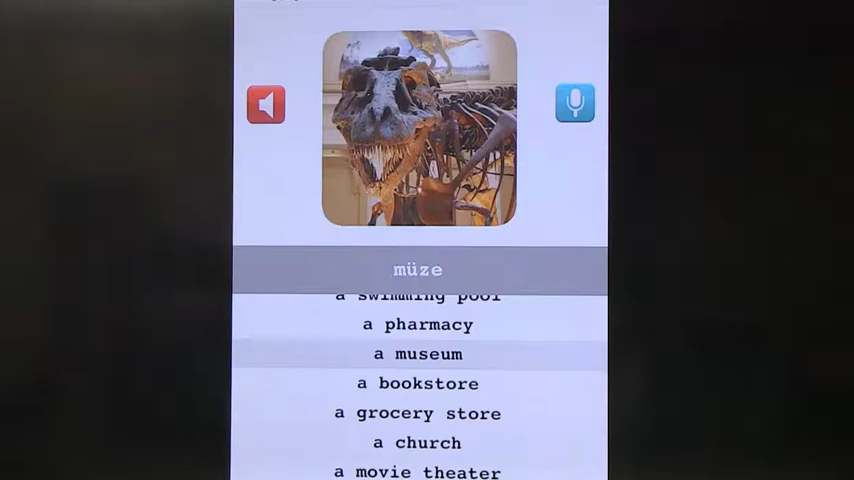 müze
a swimming pool
a pharmacy
a museum
a bookstore
a grocery store
a church
a movie theater